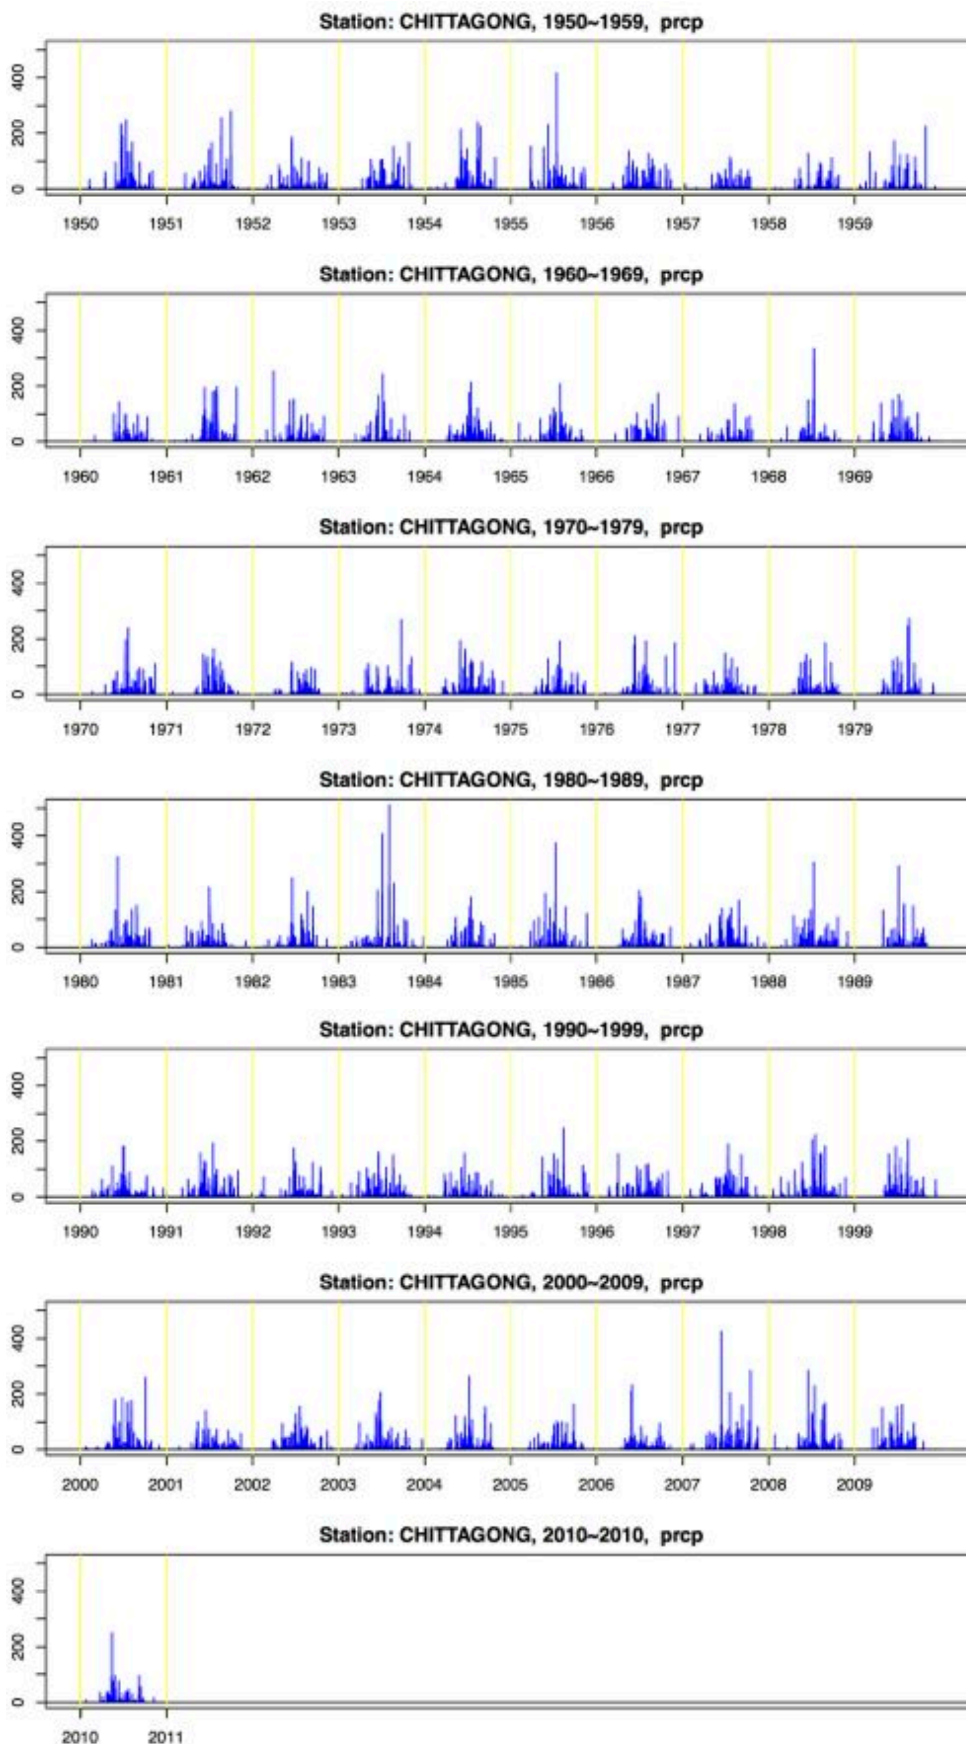 Station: CHITTAGONG, 1950~1959, prcp
400
200
0
1950 1951 1952 1953 1954 1955 1956 1957 1958 1959
Station: CHITTAGONG, 1960~1969, prcp
400
200
0
1960 1961 1962 1963 1964 1965 1966 1967 1968 1969
Station: CHITTAGONG, 1970~1979, prcp
400
200
0
1970 1971 1972 1973 1974 1975 1976 1977 1978 1979
Station: CHITTAGONG, 1980~1989, prcp
400
200
0
1980 1981 1982 1983 1984 1985 1986 1987 1988 1989
Station: CHITTAGONG, 1990~1999, prcp
400
200
0
1990 1991 1992 1993 1994 1995 1996 1997 1998 1999
Station: CHITTAGONG, 2000~2009, prcp
400
200
0
2000 2001 2002 2003 2004 2005 2006 2007 2008 2009
Station: CHITTAGONG, 2010~2010, prcp
400
200
0
2010 2011